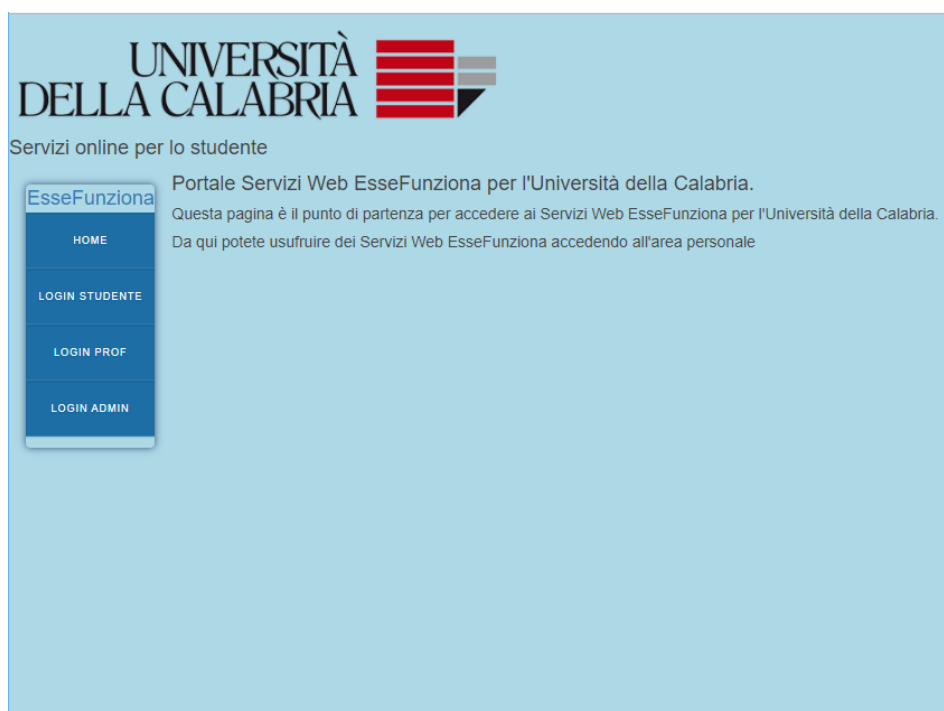 UNIVERSITÀ
DELLA CALABRIA
Servizi online per lo studente
EsseFunziona
HOME
LOGIN STUDENTE
LOGIN PROF
LOGIN ADMIN
Portale Servizi Web EsseFunziona per l'Università della Calabria.
Questa pagina è il punto di partenza per accedere ai Servizi Web EsseFunziona per l'Università della Calabria.
Da qui potete usufruire dei Servizi Web EsseFunziona accedendo all'area personale